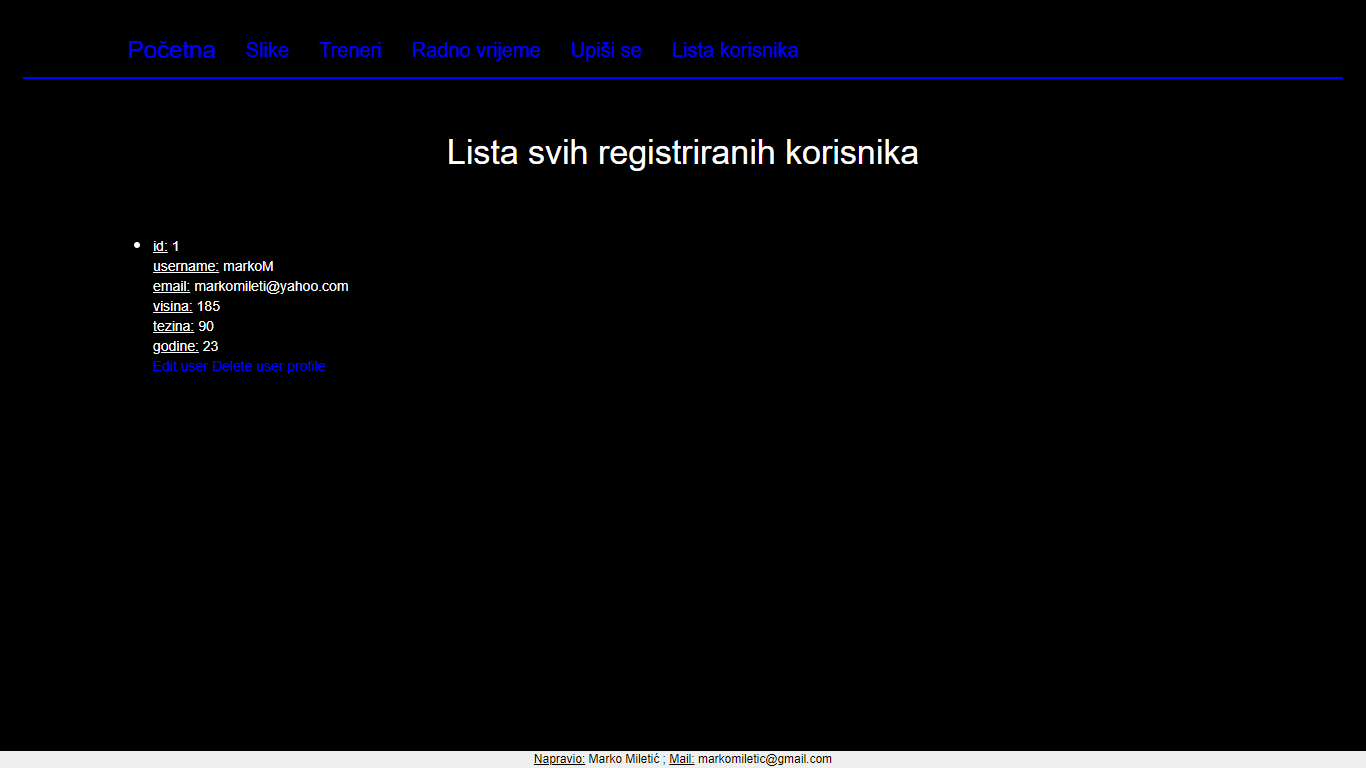 Početna Slike Treneri Radno vrijeme Upiši se Lista korisnika
Lista svih registriranih korisnika
id: 1
username: markoM
email: markomileti@yahoo.com
visina: 185
tezina: 90
godine: 23
Edit user Delete user profile
Napravio: Marko Miletić ; Mail: markomiletic@gmail.com